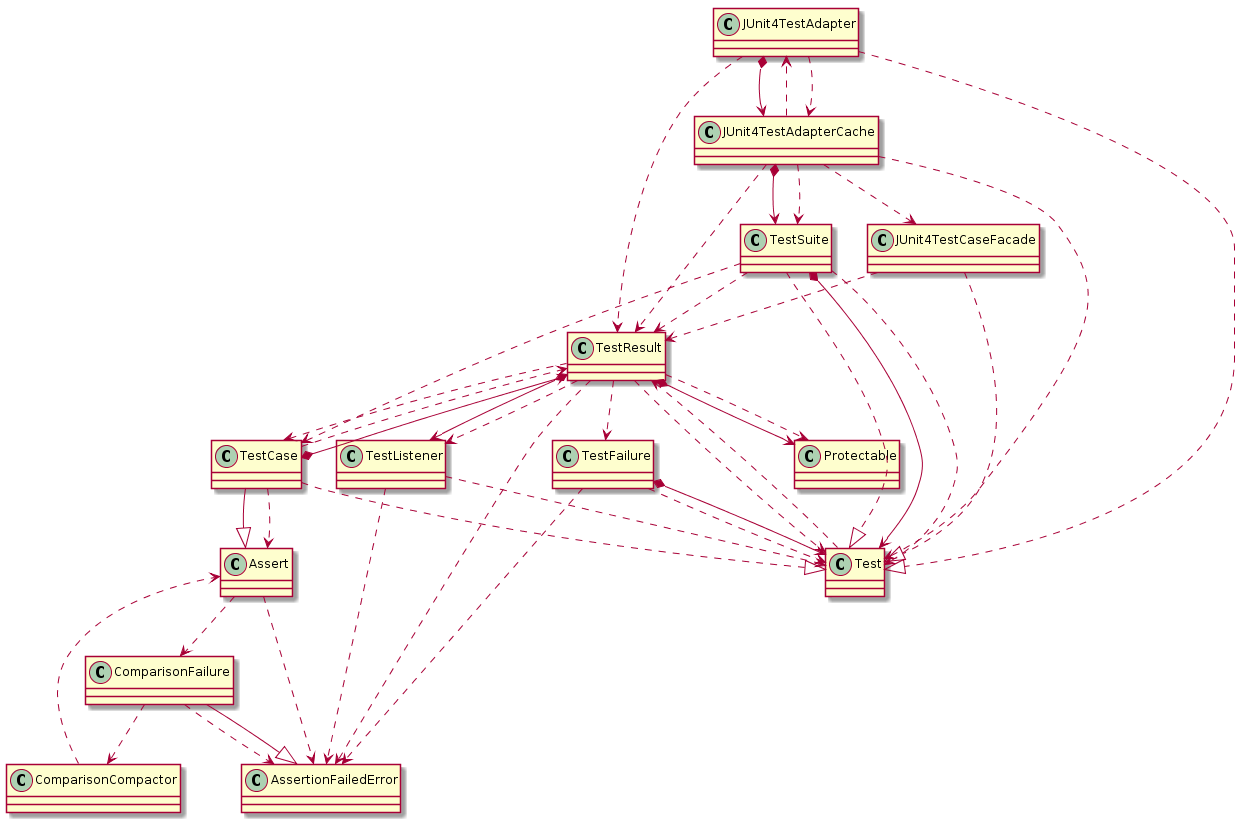 C JUnit4TestAdapter
C JUnit4TestAdapterCache
C TestSuite
C JUnit4TestCaseFacade
C TestResult
C TestCase
C TestListener
C TestFailure
C Protectable
C Assert
C Test
C ComparisonFailure
C ComparisonCompactor
C AssertionFailedError